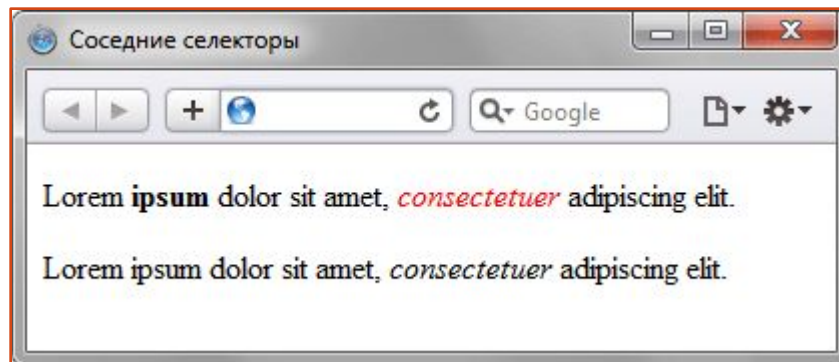 Соседние селекторы
Google
Lorem ipsum dolor sit amet, consectetuer adipiscing elit.
Lorem ipsum dolor sit amet, consectetuer adipiscing elit.